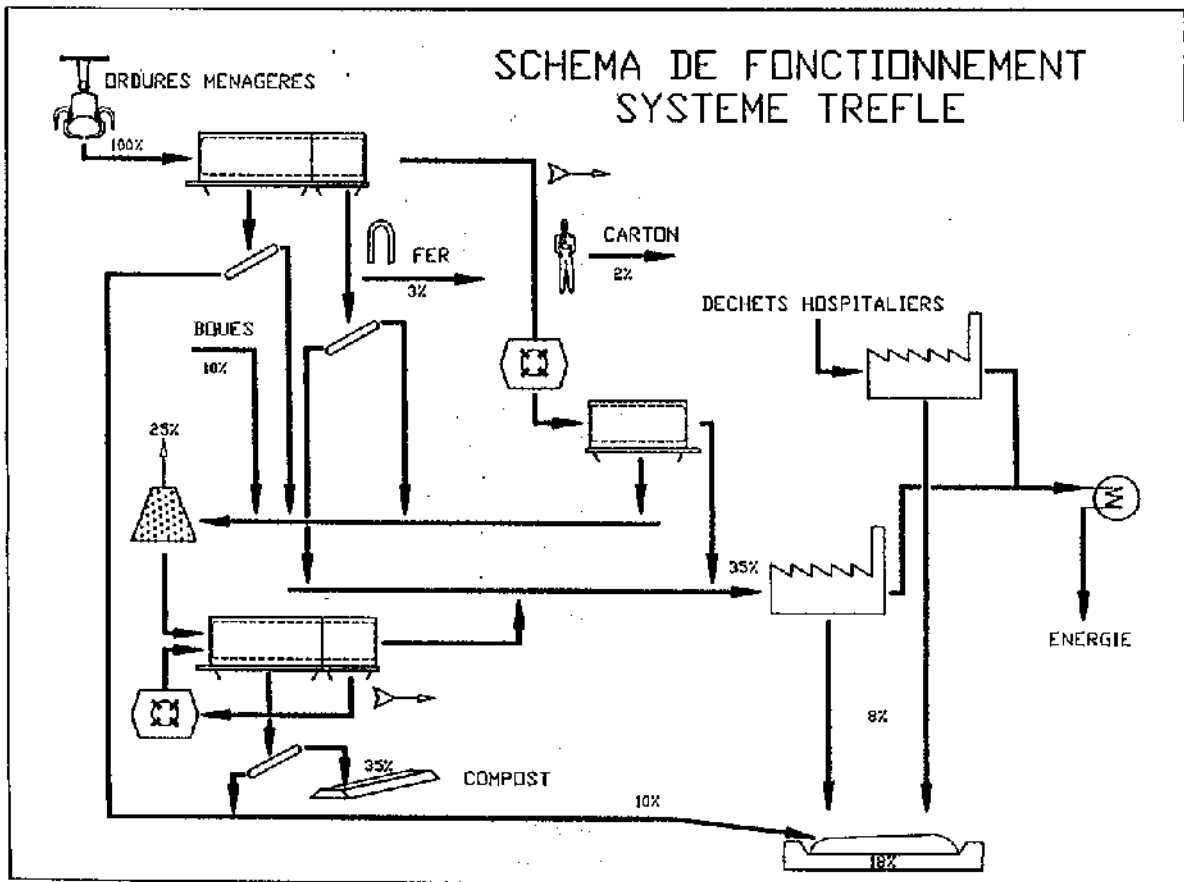 SCHEMA DE FONCTIONNEMENT
SYSTEME TREFLE
ORDURES MENAGERES
100%
FER
3%
CARTON
2%
DECHETS HOSPITALIERS
BOUES
10%
25%
35%
M
ENERGIE
8%
35%
COMPOST
10%
18%